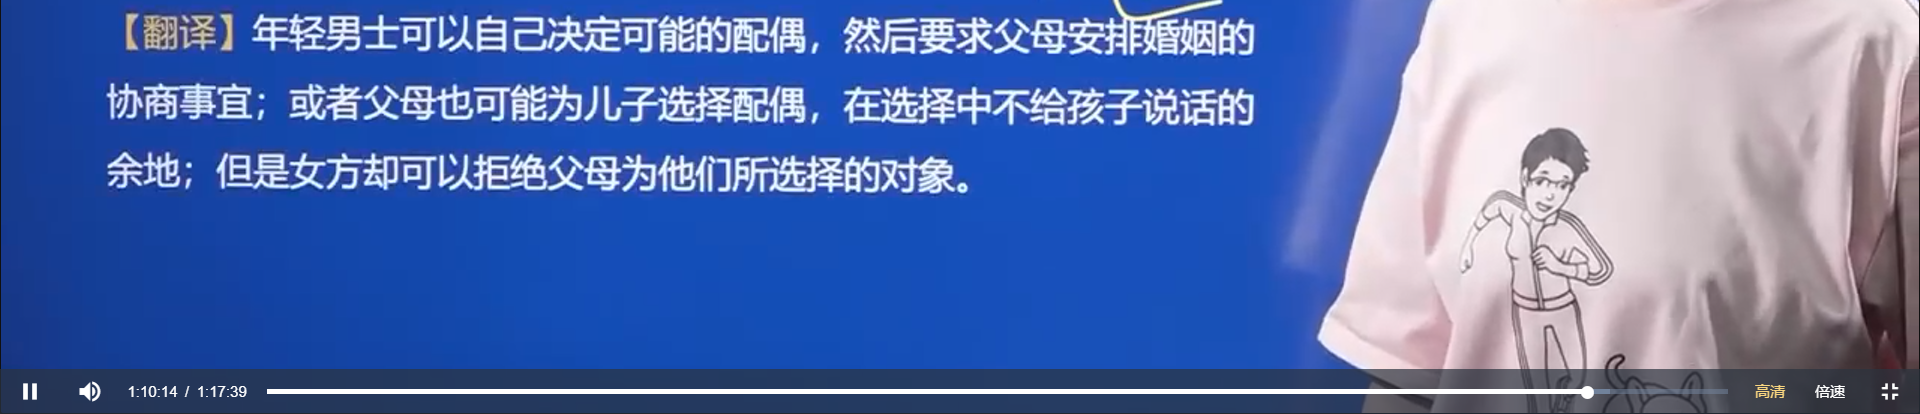 【翻译】年轻男士可以自己决定可能的配偶，然后要求父母安排婚姻的
协商事宜；或者父母也可能为儿子选择配偶，在选择中不给孩子说话的
余地；但是女方却可以拒绝父母为他们所选择的对象。
1:10:14 / 1:17:39 高清 倍速